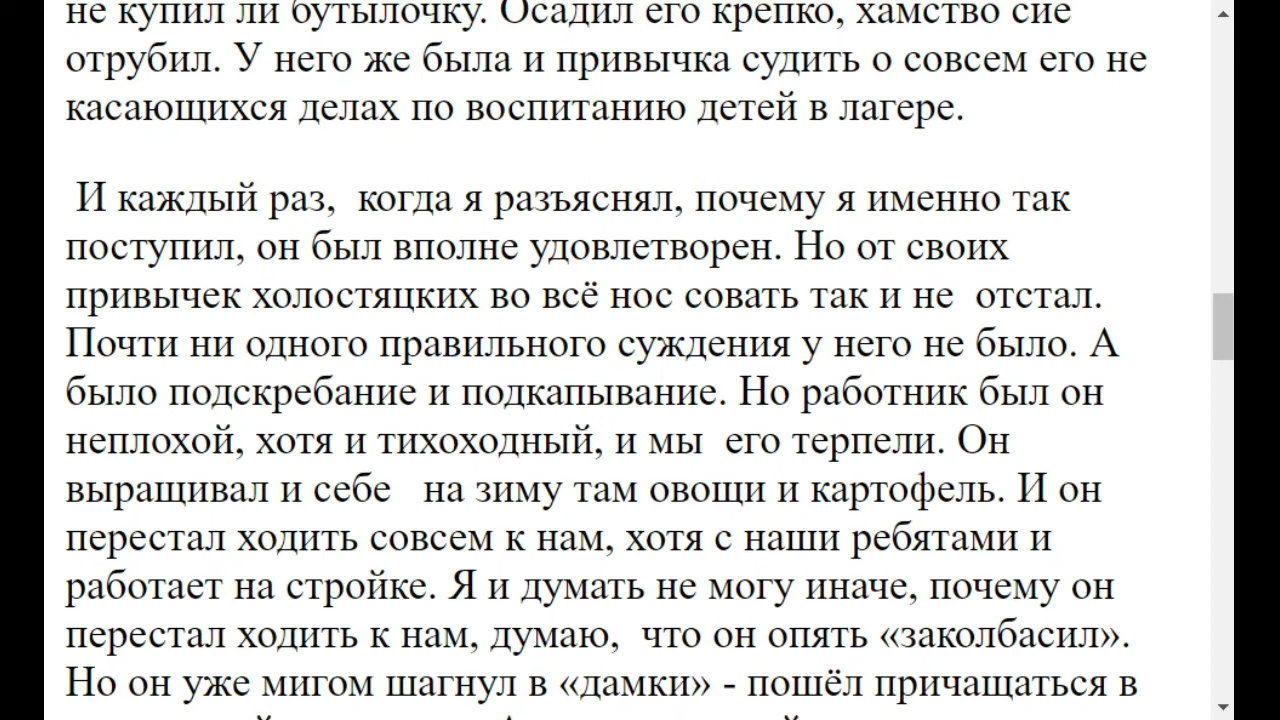 не купил ли бутылочку. Осадил его крепко, хамство сие
отрубил. У него же была и привычка судить о совсем его не
касающихся делах по воспитанию детей в лагере.
И каждый раз,  когда я разъяснял, почему я именно так
поступил, он был вполне удовлетворен. Но от своих
привычек холостяцких во всё нос совать так и не  отстал.
Почти ни одного правильного суждения у него не было. А
было подскребание и подкапывание. Но работник был он
неплохой, хотя и тихоходный, и мы  его терпели. Он
выращивал и себе   на зиму там овощи и картофель. И он
перестал ходить совсем к нам, хотя с наши ребятами и
работает на стройке. Я и думать не могу иначе, почему он
перестал ходить к нам, думаю,  что он опять «заколбасил».
Но он уже мигом шагнул в «дамки» - пошёл причащаться в